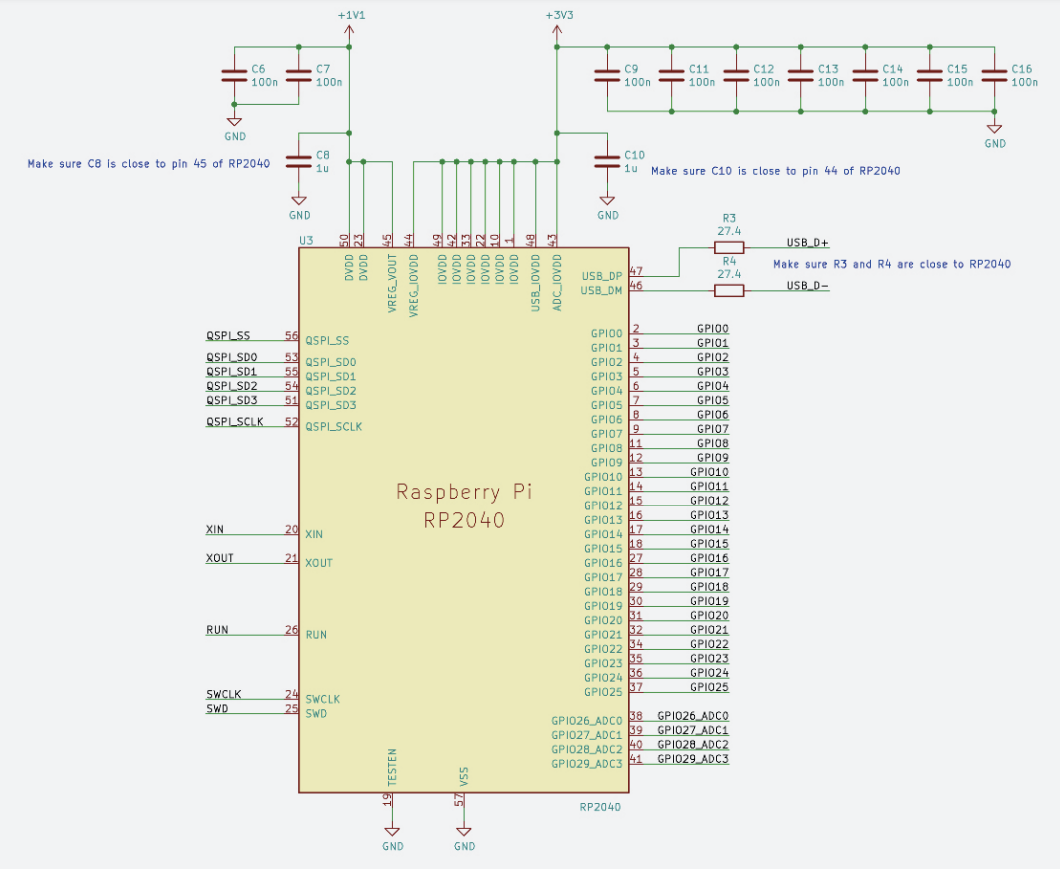 +1V1
+3V3
C6
100n
C7
100n
C9
100n
C11
100n
C12
100n
C13
100n
C14
100n
C15
100n
C16
100n
GND
GND
Make sure C8 is close to pin 45 of RP2040
C8
1u
C10
1u
Make sure C10 is close to pin 44 of RP2040
GND
GND
U3
50
23
45
44
49
42
33
22
10
1
48
43
DVDD
DVDD
VREG_VOUT
VREG_IOVDD
IOVDD
IOVDD
IOVDD
IOVDD
IOVDD
IOVDD
USB_IOVDD
ADC_IOVDD
R3
27.4
USB_D+
R4
27.4
Make sure R3 and R4 are close to RP2040
USB_D-
USB_DP 47
USB_DM 46
QSPI_SS 56 QSPI_SS
QSPI_SD0 53 QSPI_SD0
QSPI_SD1 55 QSPI_SD1
QSPI_SD2 54 QSPI_SD2
QSPI_SD3 51 QSPI_SD3
QSPI_SCLK 52 QSPI_SCLK
XIN 20 XIN
XOUT 21 XOUT
RUN 26 RUN
SWCLK 24 SWCLK
SWD 25 SWD
Raspberry Pi
RP2040
GPIO0 2 GPIO0
GPIO1 3 GPIO1
GPIO2 4 GPIO2
GPIO3 5 GPIO3
GPIO4 6 GPIO4
GPIO5 7 GPIO5
GPIO6 8 GPIO6
GPIO7 9 GPIO7
GPIO8 11 GPIO8
GPIO9 12 GPIO9
GPIO10 13 GPIO10
GPIO11 14 GPIO11
GPIO12 15 GPIO12
GPIO13 16 GPIO13
GPIO14 17 GPIO14
GPIO15 18 GPIO15
GPIO16 27 GPIO16
GPIO17 28 GPIO17
GPIO18 29 GPIO18
GPIO19 30 GPIO19
GPIO20 31 GPIO20
GPIO21 32 GPIO21
GPIO22 34 GPIO22
GPIO23 35 GPIO23
GPIO24 36 GPIO24
GPIO25 37 GPIO25
GPIO26_ADC0 38 GPIO26_ADC0
GPIO27_ADC1 39 GPIO27_ADC1
GPIO28_ADC2 40 GPIO28_ADC2
GPIO29_ADC3 41 GPIO29_ADC3
TESTEN
VSS
19
57
RP2040
GND
GND